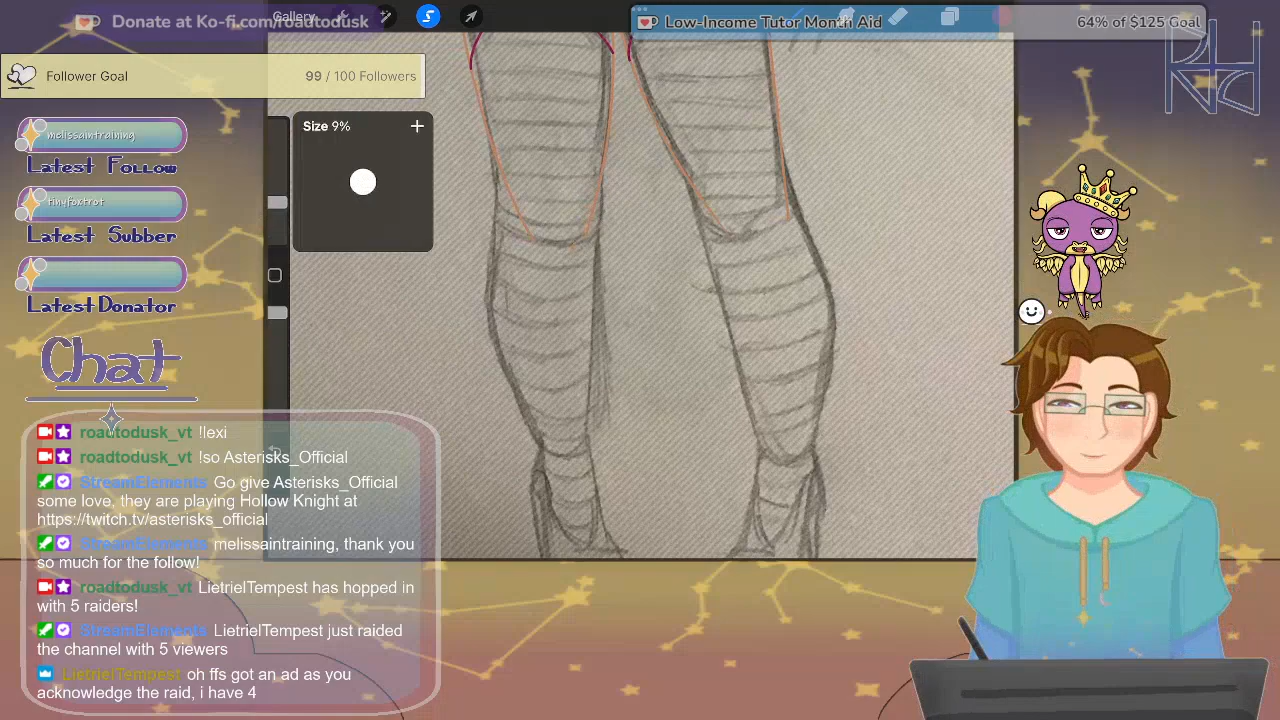 Donate at Ko-fi.com/roadtodusk
Gallery
Low-Income Tutor Month Aid
64% of $125 Goal
Follower Goal
99 / 100 Followers
Size 9%
melissaintraining
Latest Follow
tinyfoxtrot
Latest Subber
Latest Donator
Chat
roadtodusk_vt !lexi
roadtodusk_vt !so Asterisks_Official
StreamElements Go give Asterisks_Official
some love, they are playing Hollow Knight at
https://twitch.tv/asterisks_official
StreamElements melissaintraining, thank you
so much for the follow!
roadtodusk_vt LietrielTempest has hopped in
with 5 raiders!
StreamElements LietrielTempest just raided
the channel with 5 viewers
LietrielTempest oh ffs got an ad as you
acknowledge the raid, i have 4